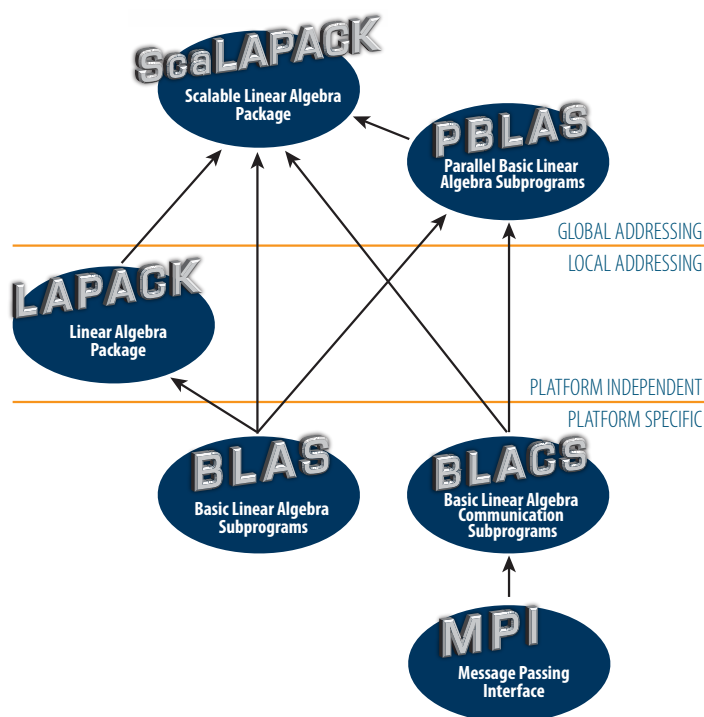 ScaLAPACK
Scalable Linear Algebra
Package
PBLAS
Parallel Basic Linear
Algebra Subprograms
GLOBAL ADDRESSING
LOCAL ADDRESSING
LAPACK
Linear Algebra
Package
PLATFORM INDEPENDENT
PLATFORM SPECIFIC
BLAS
Basic Linear Algebra
Subprograms
BLACS
Basic Linear Algebra
Communication
Subprograms
MPI
Message Passing
Interface